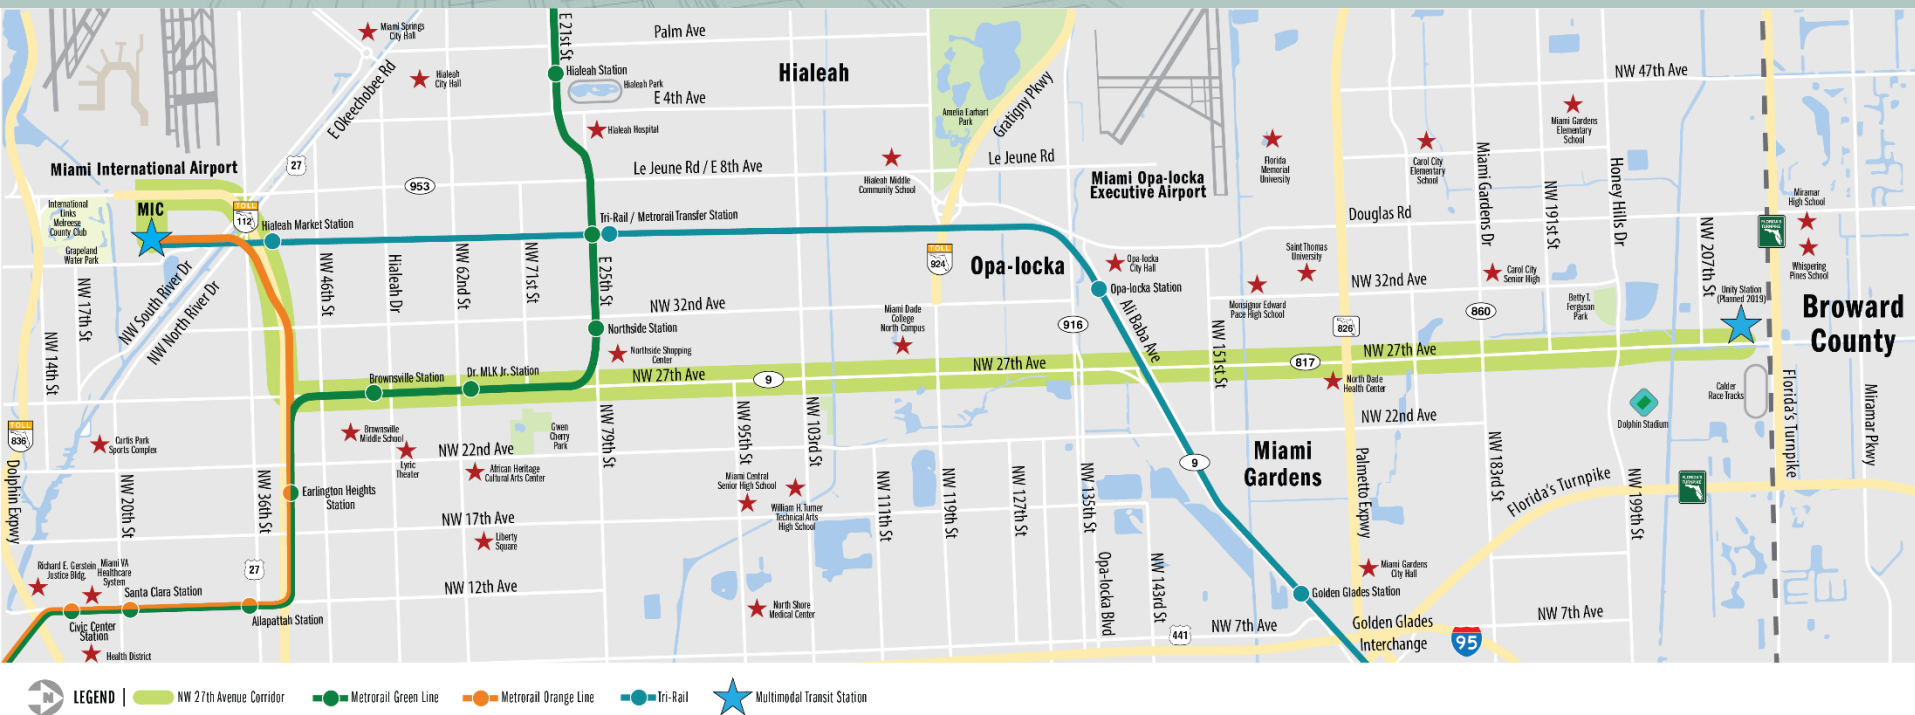 Miami Springs
City Hall
E 21st St
Palm Ave
Hialeah
City Hall
Hialeah Station
Hialeah Park
E 4th Ave
Hialeah
E Okeechobee Rd
Hialeah Hospital
Amelia Earhart
Park
Gratigny Pkwy
NW 47th Ave
Miami Gardens
Elementary
School
Miami International Airport
27
953
Le Jeune Rd / E 8th Ave
Hialeah Middle
Community School
Le Jeune Rd
Miami Opa-locka
Executive Airport
Florida
Memorial
University
Carol City
Elementary
School
Miami Gardens Dr
NW 191st St
Honey Hills Dr
Miramar
High School
International
Links
Melreese
County Club
MIC
TOLL
112
Hialeah Market Station
Tri-Rail / Metrorail Transfer Station
Douglas Rd
FLORIDA'S
TURNPIKE
Grapeland
Water Park
NW 17th St
NW South River Dr
NW North River Dr
NW 46th St
Hialeah Dr
NW 62nd St
NW 71st St
E 25th St
TOLL
924
Opa-locka
Opa-locka
City Hall
Opa-locka Station
Saint Thomas
University
Monsignor Edward
Pace High School
NW 32nd Ave
Carol City
Senior High
NW 207th St
Whispering
Pines School
Unity Station
(Planned 2019)
Broward
County
NW 14th St
NW 32nd Ave
Northside Station
Northside Shopping
Center
Miami Dade
College
North Campus
916
Ali Baba Ave
NW 151st St
826
860
Betty T.
Ferguson
Park
Brownsville Station
Dr. MLK Jr. Station
NW 27th Ave
9
NW 27th Ave
817
NW 27th Ave
North Dade
Health Center
Calder
Race Tracks
Florida's Turnpike
Miramar Pkwy
TOLL
836
Curtis Park
Sports Complex
Brownsville
Middle School
Lyric
Theater
NW 22nd Ave
African Heritage
Cultural Arts Center
Gwen
Cherry
Park
NW 79th St
NW 95th St
NW 103rd St
NW 22nd Ave
Dolphin Stadium
Dolphin Expwy
NW 20th St
NW 36th St
Earlington Heights
Station
Miami Central
Senior High School
William H. Turner
Technical Arts
High School
NW 111th St
NW 119th St
NW 127th St
NW 135th St
9
Miami
Gardens
Palmetto Expwy
NW 183rd St
Florida's Turnpike
NW 199th St
FLORIDA'S
TURNPIKE
NW 17th Ave
Liberty
Square
Richard E. Gerstein
Justice Bldg.
Miami VA
Healthcare
System
27
Santa Clara Station
NW 12th Ave
North Shore
Medical Center
Opa-locka Blvd
NW 143rd St
Miami Gardens
City Hall
Golden Glades Station
Civic Center
Station
Allapattah Station
Health District
441
NW 7th Ave
Golden Glades
Interchange
95
NW 7th Ave
N
LEGEND
NW 27th Avenue Corridor
Metrorail Green Line
Metrorail Orange Line
Tri-Rail
Multimodal Transit Station